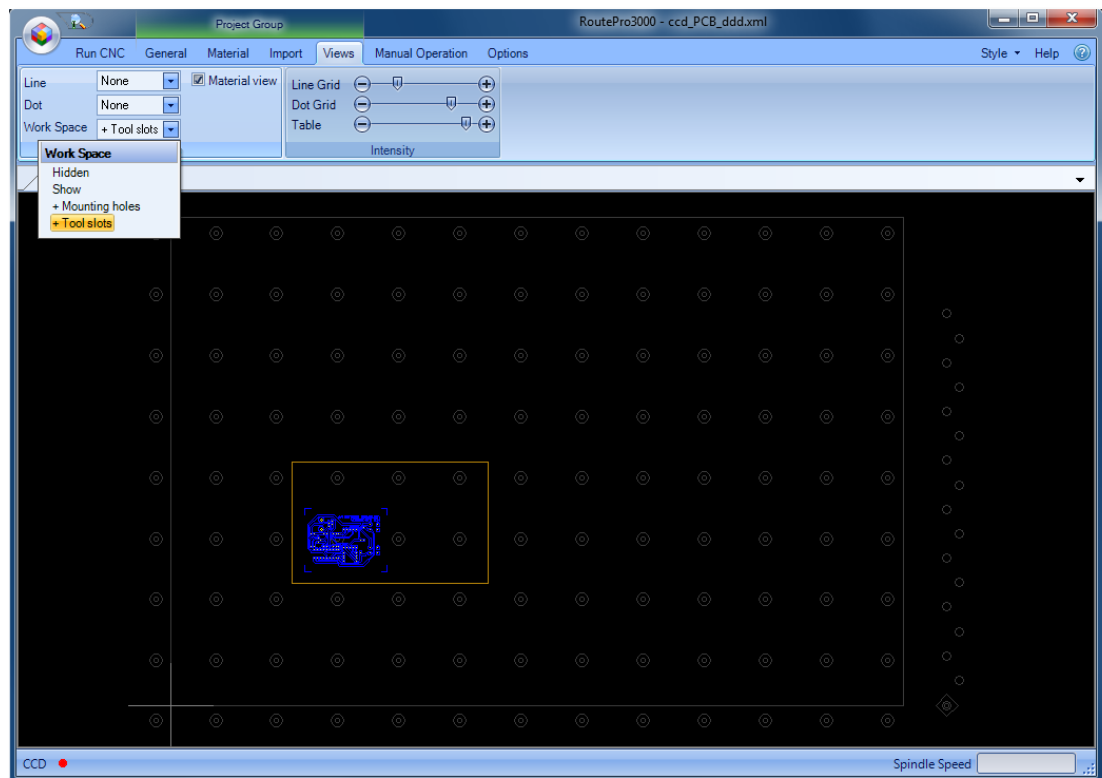 Project Group
RoutePro3000 - ccd_PCB_ddd.xml
Run CNC General Material Import Views Manual Operation Options Style Help
Line None Material view Line Grid
Dot None Dot Grid
Work Space + Tool slots Table
Intensity
Work Space
Hidden
Show
+ Mounting holes
+ Tool slots
CCD Spindle Speed